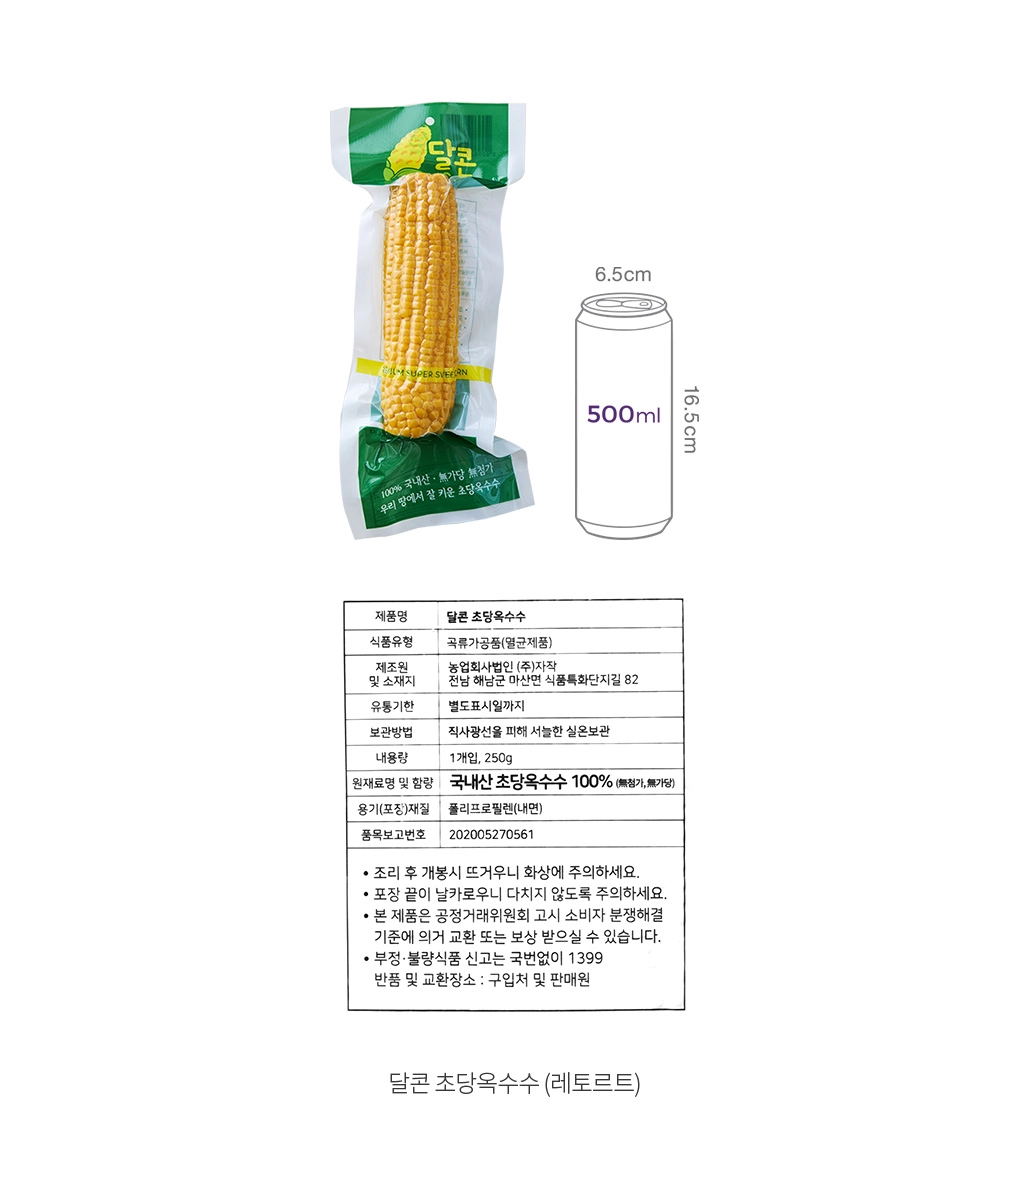 달콘
SUPER SWEET CORN
100% 국내산 · 無가당 無첨가
우리 땅에서 잘 키운 초당옥수수
6.5cm
500ml
16.5cm
제품명 달콘 초당옥수수
식품유형 곡류가공품(멸균제품)
제조원 농업회사법인 (주)자작
및 소재지 전남 해남군 마산면 식품특화단지길 82
유통기한 별도표시일까지
보관방법 직사광선을 피해 서늘한 실온보관
내용량 1개입, 250g
원재료명 및 함량 국내산 초당옥수수 100% (無첨가,無가당)
용기(포장)재질 폴리프로필렌(내면)
품목보고번호 202005270561
• 조리 후 개봉시 뜨거우니 화상에 주의하세요.
• 포장 끝이 날카로우니 다치지 않도록 주의하세요.
• 본 제품은 공정거래위원회 고시 소비자 분쟁해결
기준에 의거 교환 또는 보상 받으실 수 있습니다.
• 부정·불량식품 신고는 국번없이 1399
반품 및 교환장소 : 구입처 및 판매원
달콘 초당옥수수 (레토르트)